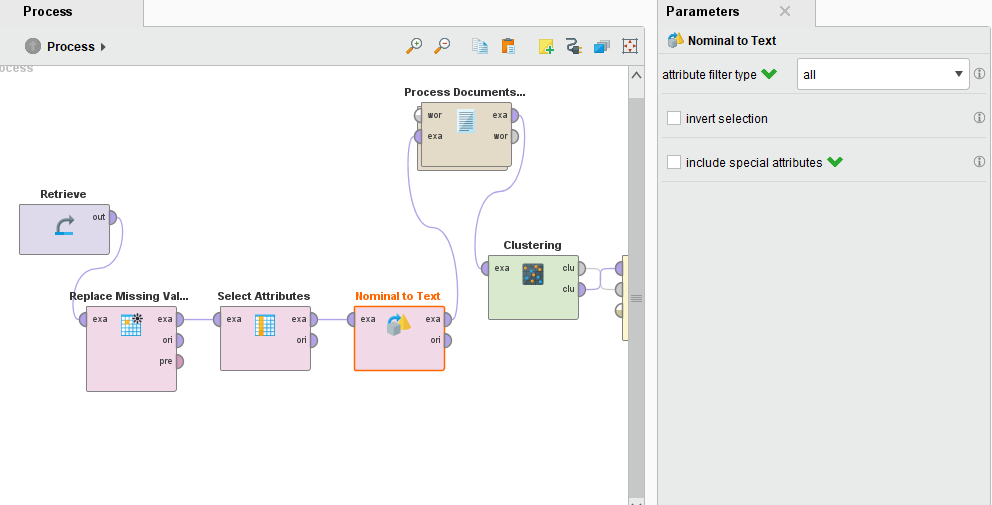 Process
Process
ocess
Process Documents...
wor
exa
exa
wor
Retrieve
out
Clustering
exa
clu
clu
Replace Missing Val...
exa
exa
ori
pre
Select Attributes
exa
exa
ori
Nominal to Text
exa
exa
ori
Parameters
Nominal to Text
attribute filter type
all
invert selection
include special attributes